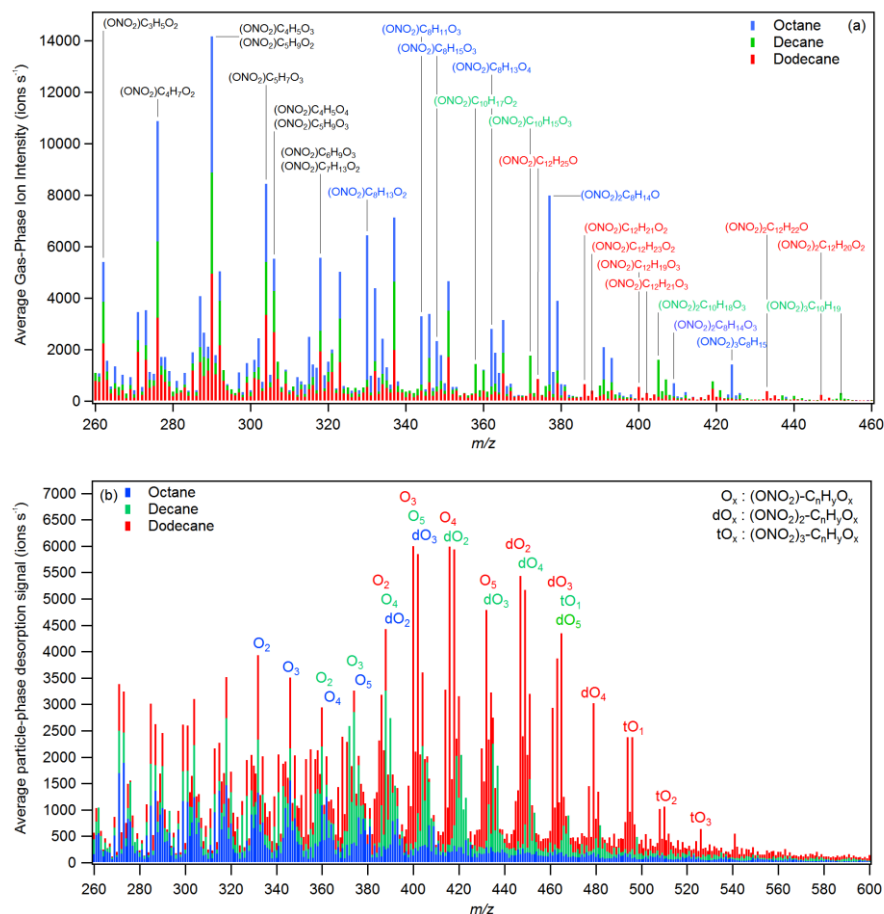 (a)
Octane
Decane
Dodecane
(ONO2)C3H5O2
(ONO2)C4H7O2
(ONO2)C4H5O3
(ONO2)C5H9O2
(ONO2)C5H7O3
(ONO2)C4H5O4
(ONO2)C5H9O3
(ONO2)C6H9O3
(ONO2)C7H13O2
(ONO2)C8H13O2
(ONO2)C8H11O3
(ONO2)C8H15O3
(ONO2)C8H13O4
(ONO2)C10H17O2
(ONO2)C10H15O3
(ONO2)C12H25O
(ONO2)2C8H14O
(ONO2)C12H21O2
(ONO2)C12H23O2
(ONO2)C12H19O3
(ONO2)C12H21O3
(ONO2)2C10H18O3
(ONO2)2C8H14O3
(ONO2)3C8H15
(ONO2)2C12H22O
(ONO2)2C12H20O2
(ONO2)3C10H19
Average Gas-Phase Ion Intensity (ions s-1)
14000
12000
10000
8000
6000
4000
2000
0
260 280 300 320 340 360 380 400 420 440 460
m/z
(b)
Octane
Decane
Dodecane
Ox : (ONO2)-CnHyOx
dOx : (ONO2)2-CnHyOx
tOx : (ONO2)3-CnHyOx
O2
O3
O2
O4
O3
O5
O2
O4
dO2
O3
O5
dO3
O4
dO2
O5
dO3
dO2
dO4
dO3
tO1
dO5
dO4
tO1
tO2
tO3
Average particle-phase desorption signal (ions s-1)
7000
6500
6000
5500
5000
4500
4000
3500
3000
2500
2000
1500
1000
500
0
260 280 300 320 340 360 380 400 420 440 460 480 500 520 540 560 580 600
m/z